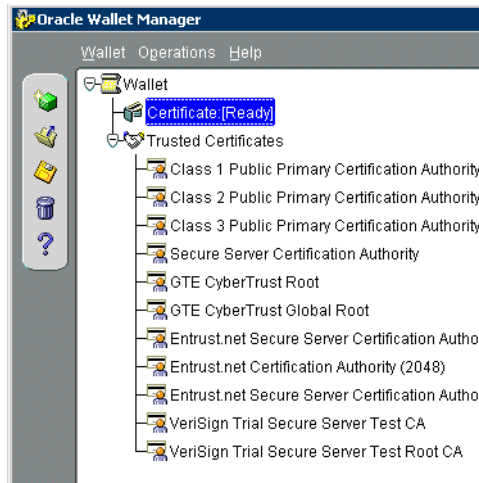 Oracle Wallet Manager
Wallet Operations Help
Wallet
Certificate:[Ready]
Trusted Certificates
Class 1 Public Primary Certification Authority
Class 2 Public Primary Certification Authority
Class 3 Public Primary Certification Authority
Secure Server Certification Authority
GTE CyberTrust Root
GTE CyberTrust Global Root
Entrust.net Secure Server Certification Autho
Entrust.net Certification Authority (2048)
Entrust.net Secure Server Certification Autho
VeriSign Trial Secure Server Test CA
VeriSign Trial Secure Server Test Root CA